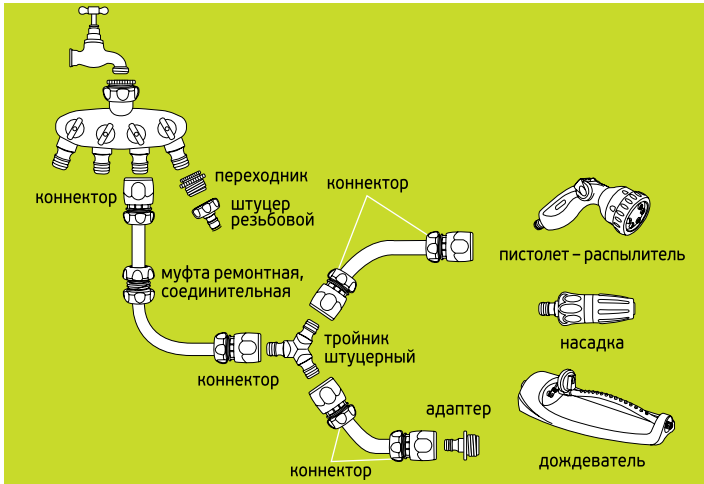 переходник
коннектор
штуцер
резьбовой
коннектор
пистолет – распылитель
муфта ремонтная,
соединительная
тройник
штуцерный
насадка
коннектор
адаптер
дождеватель
коннектор